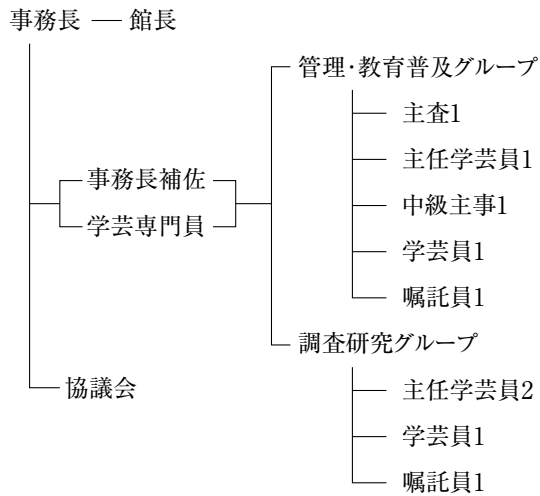 事務長 ― 館長
管理・教育普及グループ
主査1
主任学芸員1
事務長補佐
中級主事1
学芸専門員
学芸員1
嘱託員1
調査研究グループ
協議会
主任学芸員2
学芸員1
嘱託員1